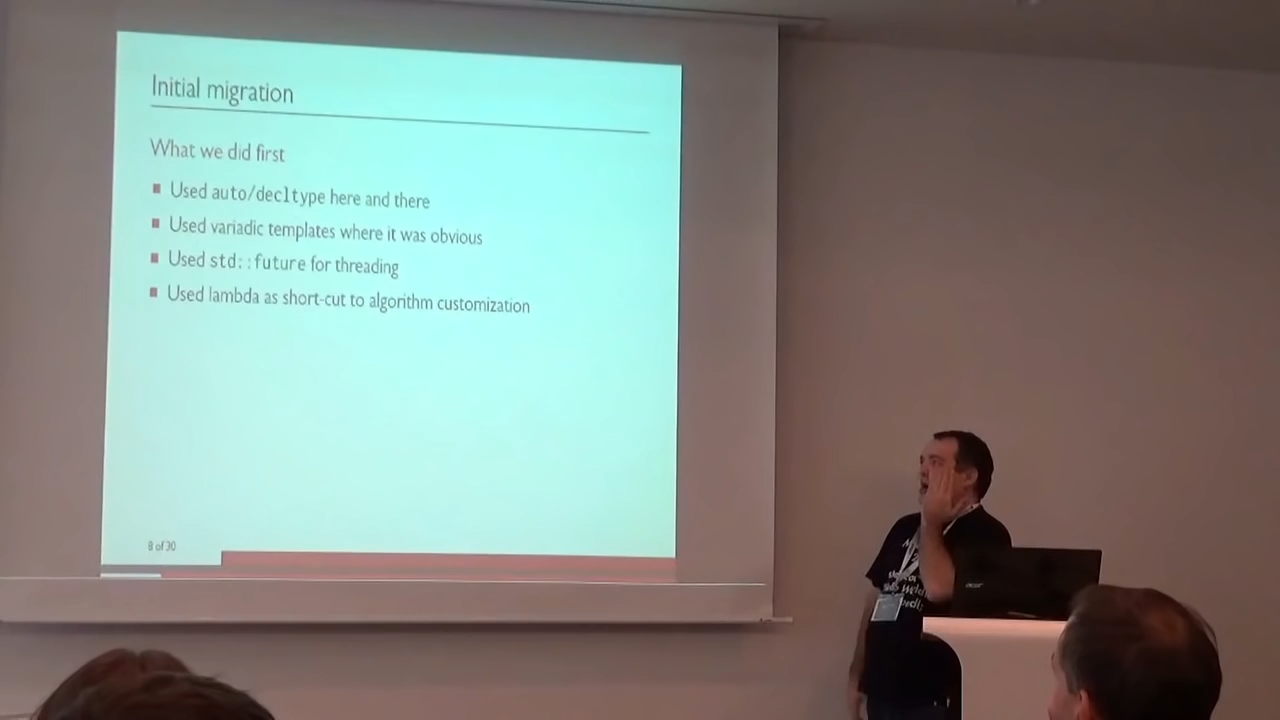 Initial migration
What we did first
Used auto/decltype here and there
Used variadic templates where it was obvious
Used std::future for threading
Used lambda as short-cut to algorithm customization
8 of 30
acer